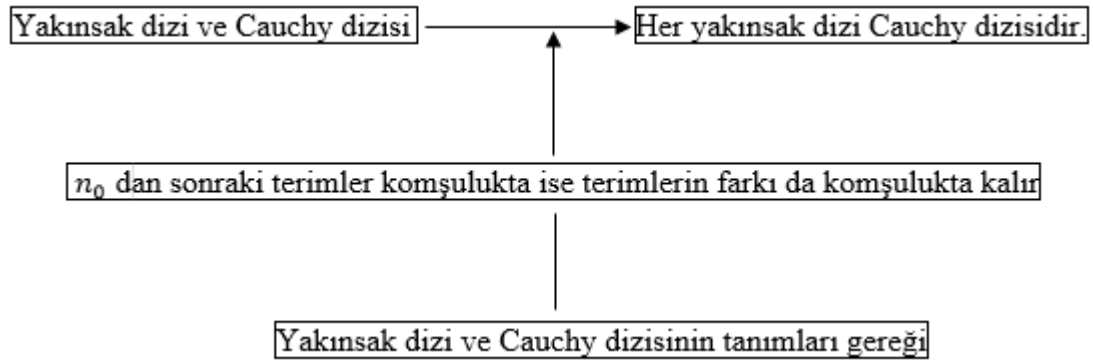 Yakınsak dizi ve Cauchy dizisi
Her yakınsak dizi Cauchy dizisidir.
n₀ dan sonraki terimler komşulukta ise terimlerin farkı da komşulukta kalır
Yakınsak dizi ve Cauchy dizisinin tanımları gereği